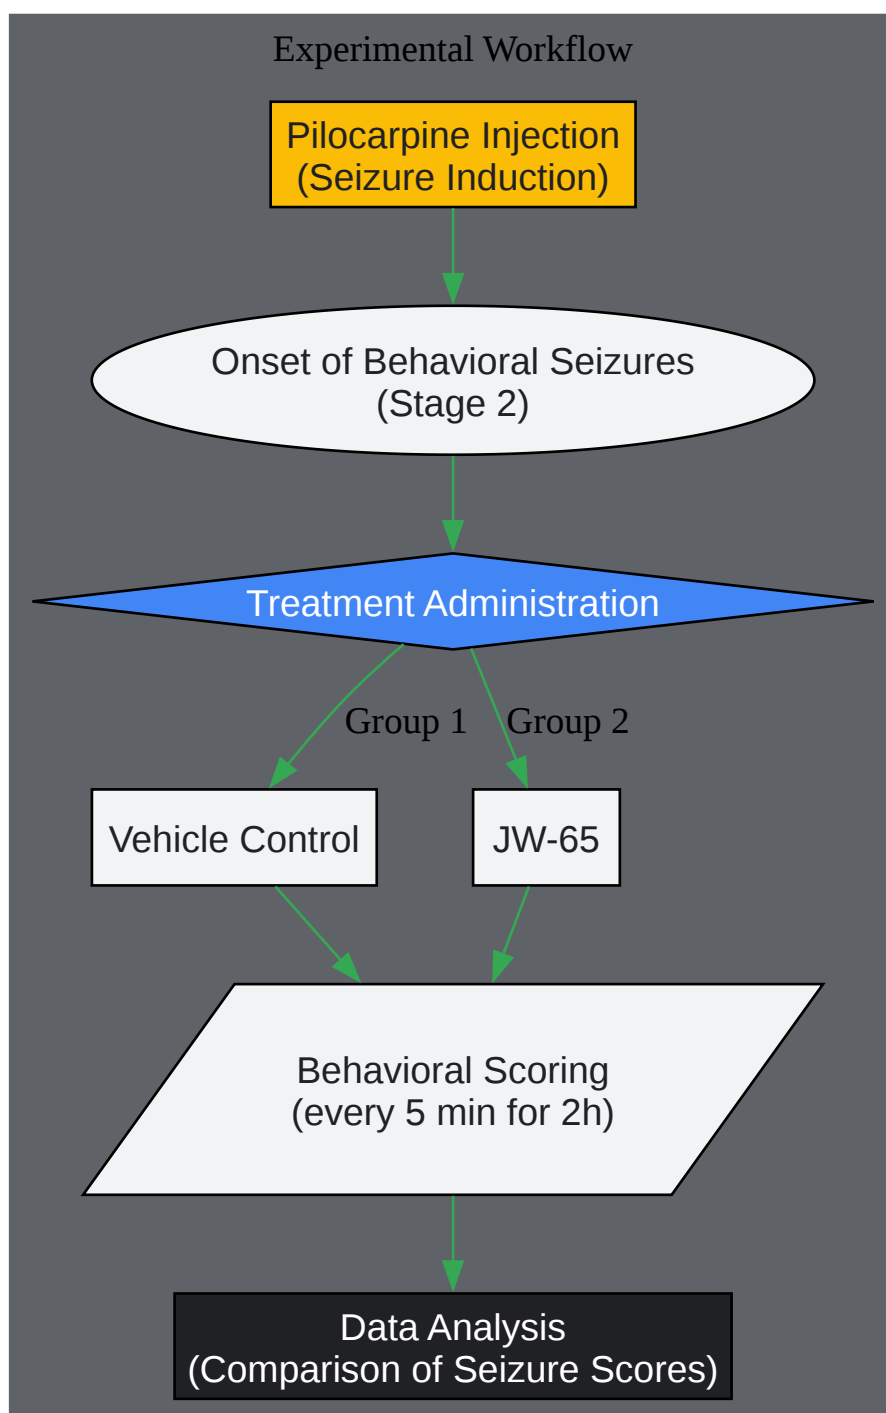 Experimental Workflow
Pilocarpine Injection
(Seizure Induction)
Onset of Behavioral Seizures
(Stage 2)
Treatment Administration
Group 1
Group 2
Vehicle Control
JW-65
Behavioral Scoring
(every 5 min for 2h)
Data Analysis
(Comparison of Seizure Scores)